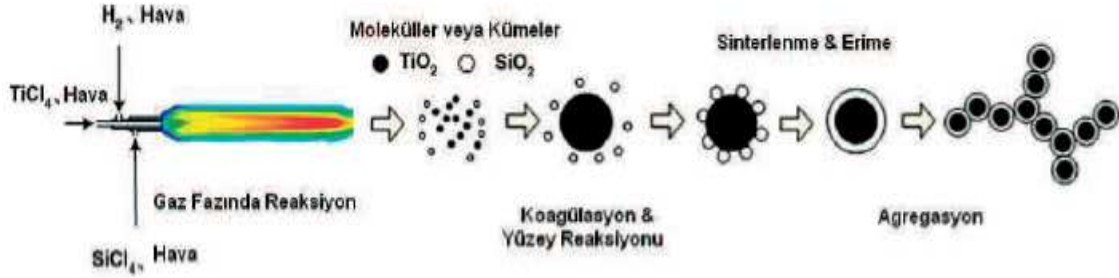 H₂, Hava
TiCl₄, Hava
Gaz Fazında Reaksiyon
SiCl₄, Hava
Moleküller veya Kümeler
TiO₂ SiO₂
Koagülasyon &
Yüzey Reaksiyonu
Sinterlenme & Erime
Agregasyon